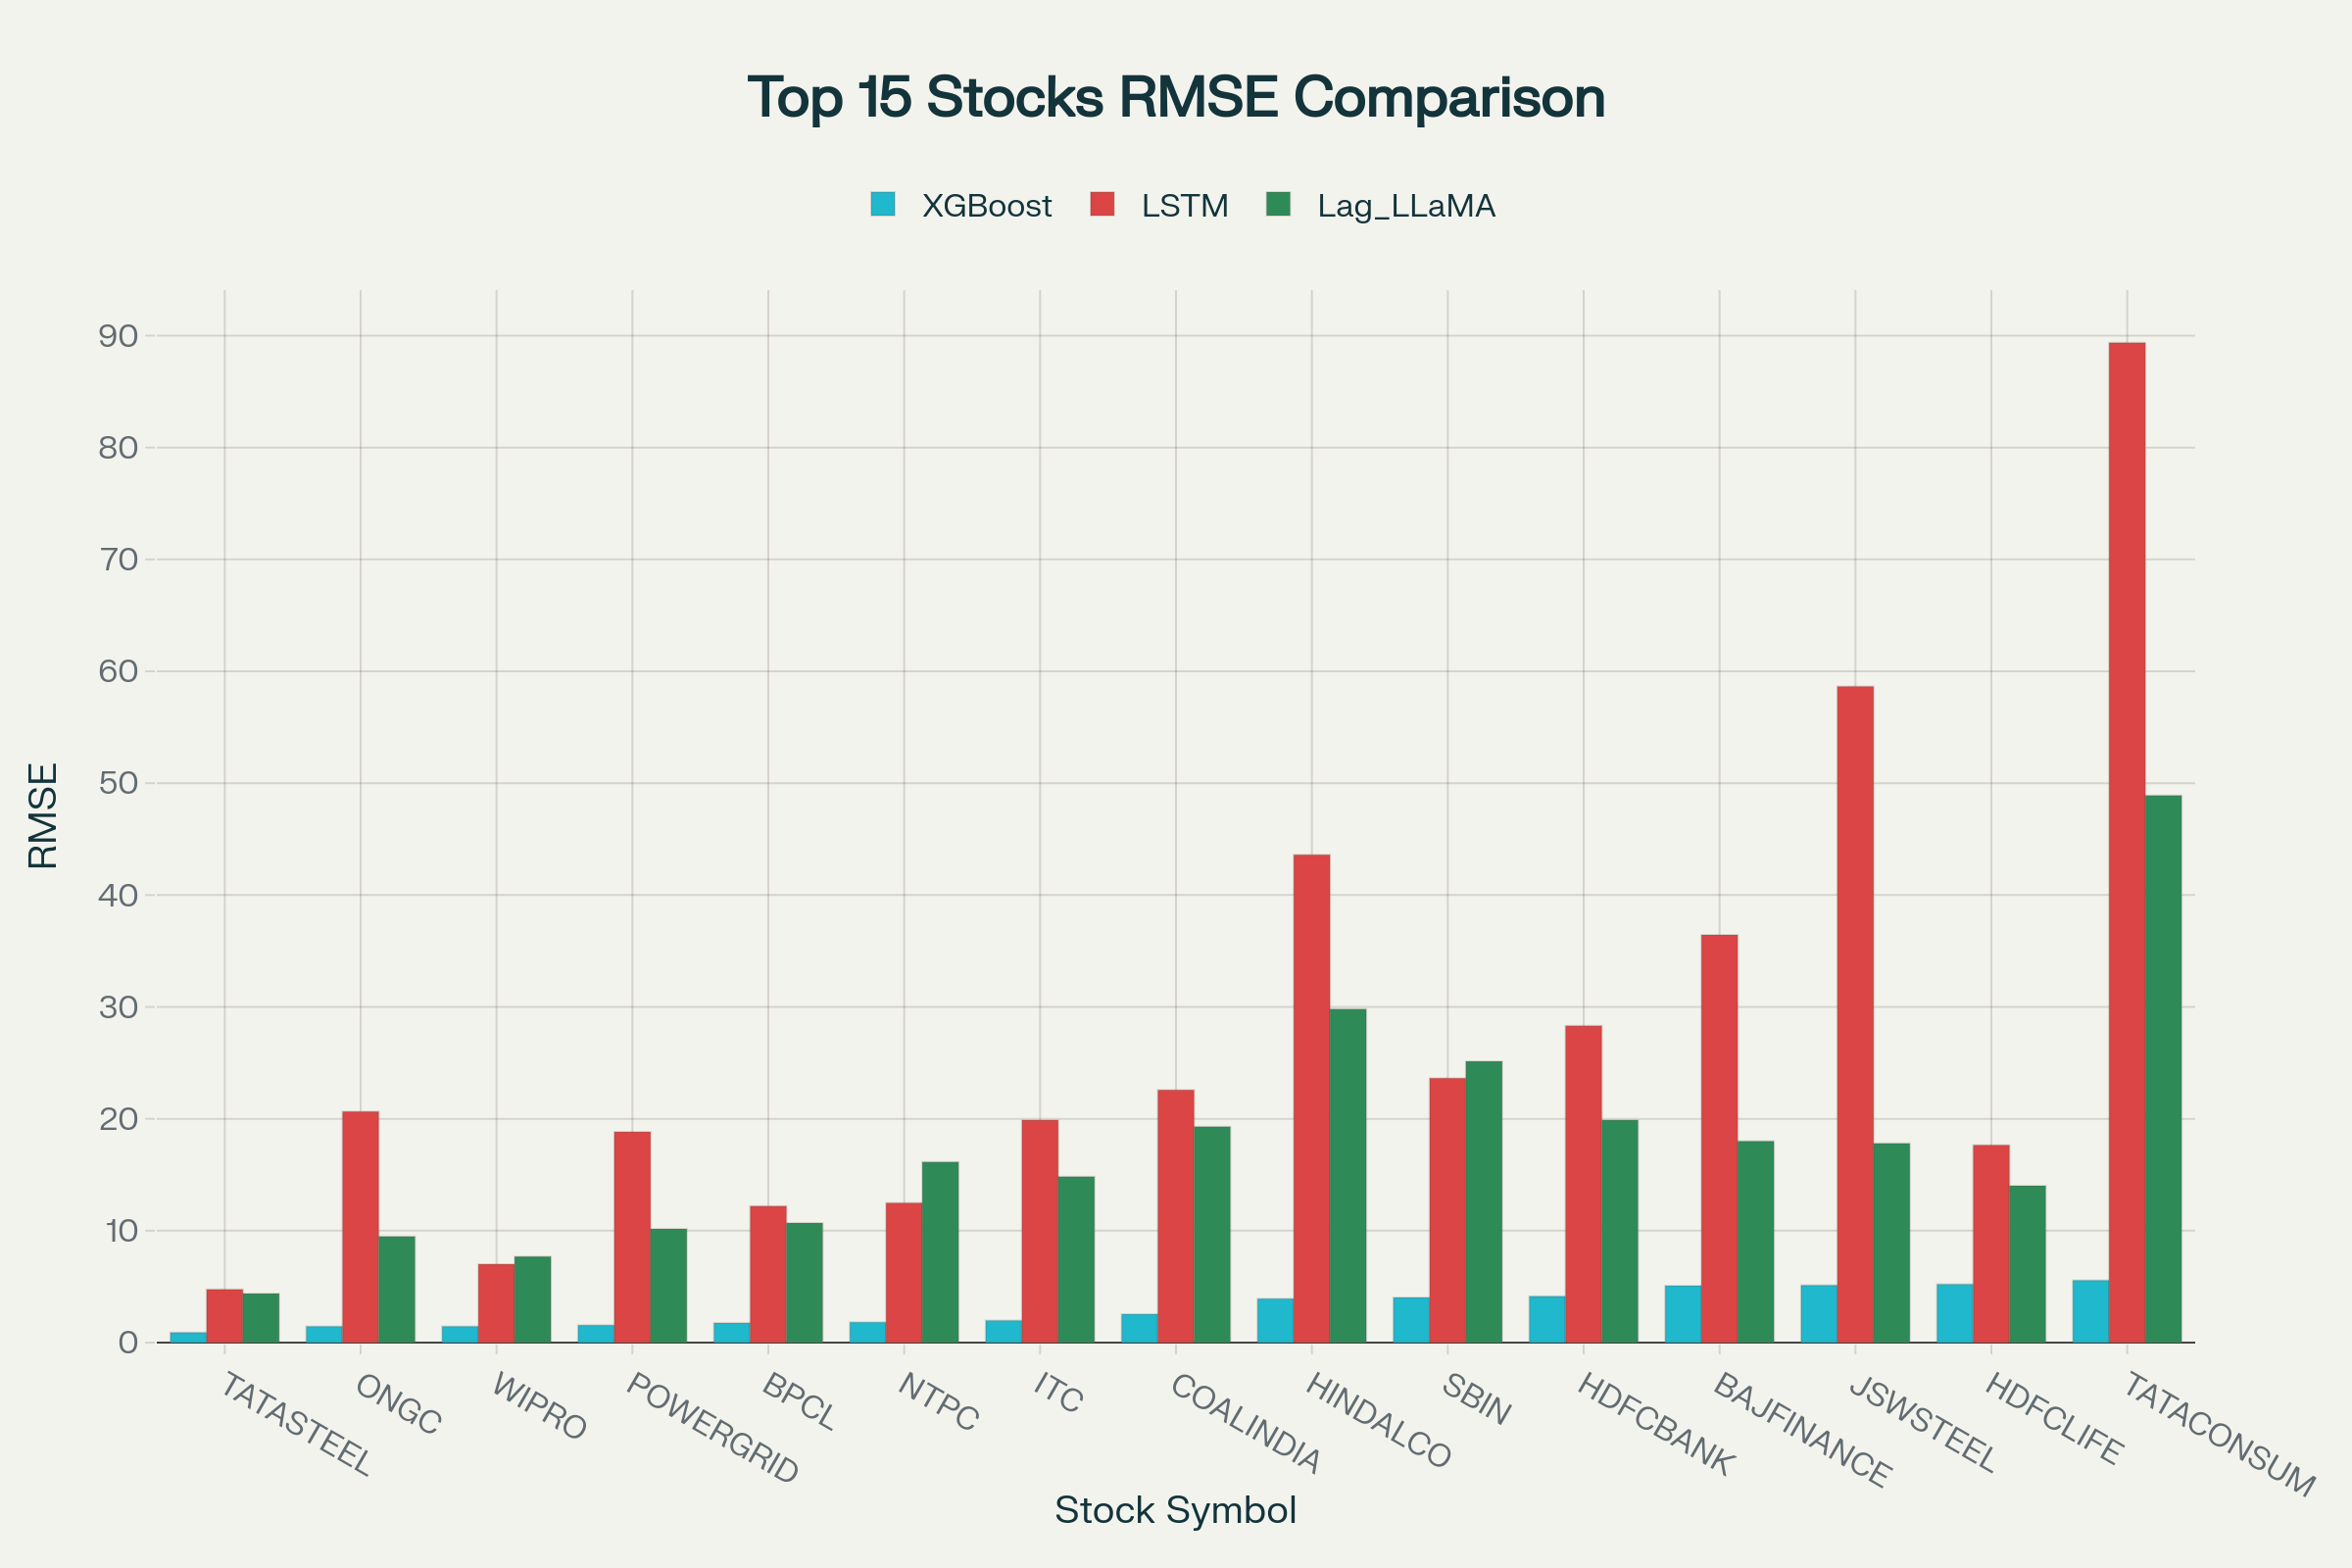 Top 15 Stocks RMSE Comparison
XGBoost LSTM Lag_LLaMA
90
80
70
60
50
40
30
20
10
0
RMSE
TATASTEEL
ONGC
WIPRO
POWERGRID
BPCL
NTPC
ITC
COALINDIA
HINDALCO
SBIN
HDFCBANK
BAJFINANCE
JSWSTEEL
HDFCLIFE
TATACONSUM
Stock Symbol